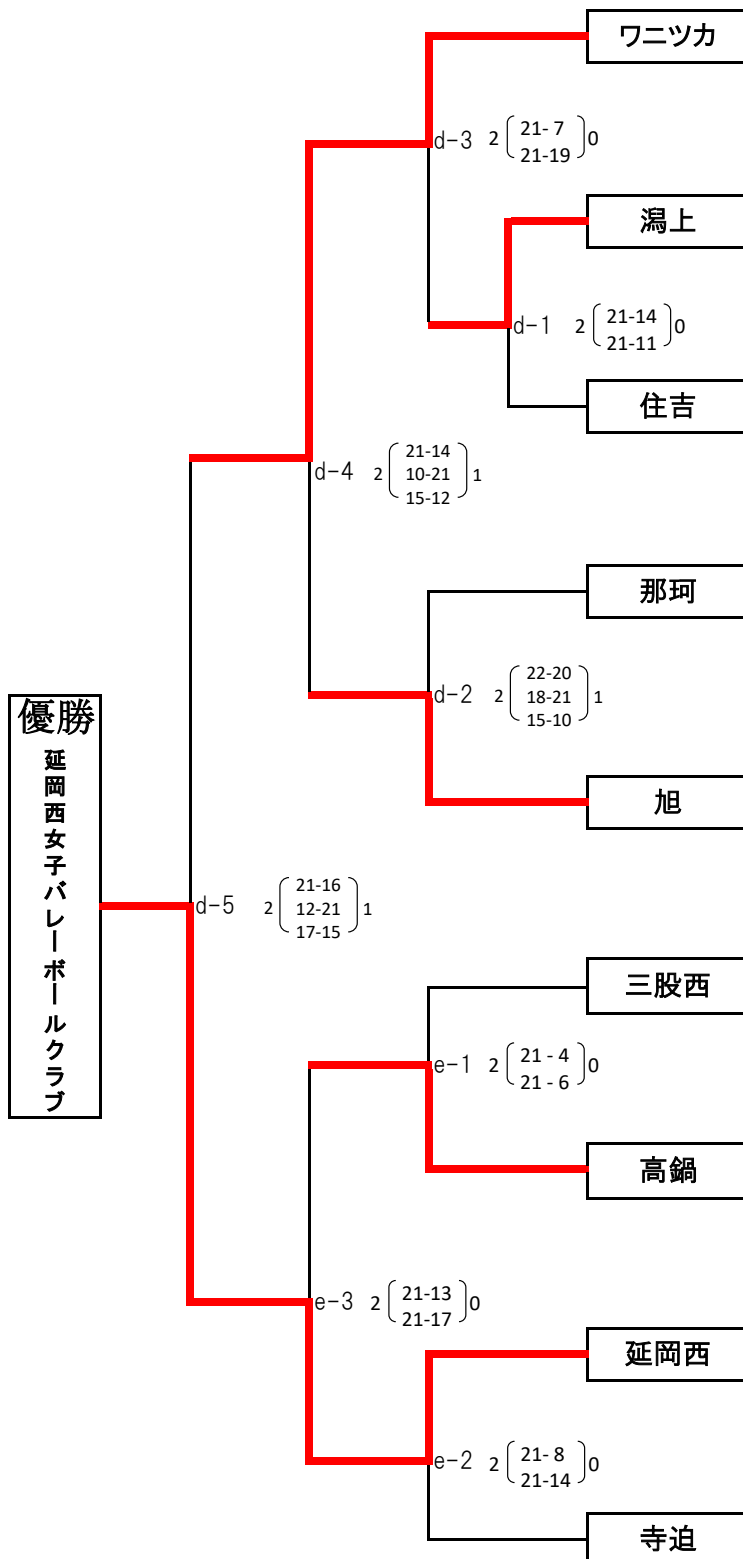 ワニツカ
d-3 2 21- 7 0
21-19
潟上
d-1 2 21-14 0
21-11
住吉
d-4 2 21-14 1
10-21
15-12
那珂
d-2 2 22-20 1
18-21
15-10
旭
優勝
延岡西女子バレーボールクラブ
d-5 2 21-16 1
12-21
17-15
三股西
e-1 2 21 - 4 0
21 - 6
高鍋
e-3 2 21-13 0
21-17
延岡西
e-2 2 21- 8 0
21-14
寺迫